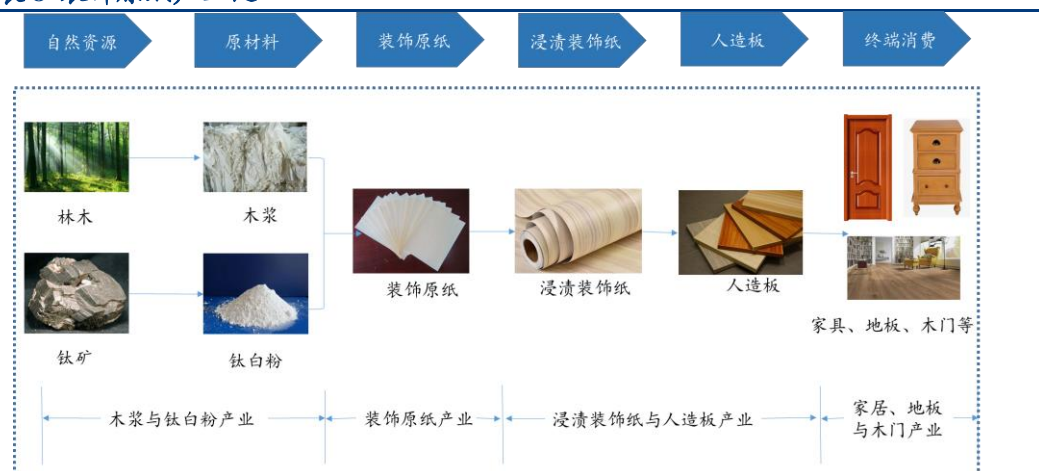 自然资源
原材料
装饰原纸
浸渍装饰纸
人造板
终端消费
林木
木浆
钛矿
钛白粉
装饰原纸
浸渍装饰纸
人造板
家具、地板、木门等
木浆与钛白粉产业
装饰原纸产业
浸渍装饰纸与人造板产业
家居、地板
与木门产业